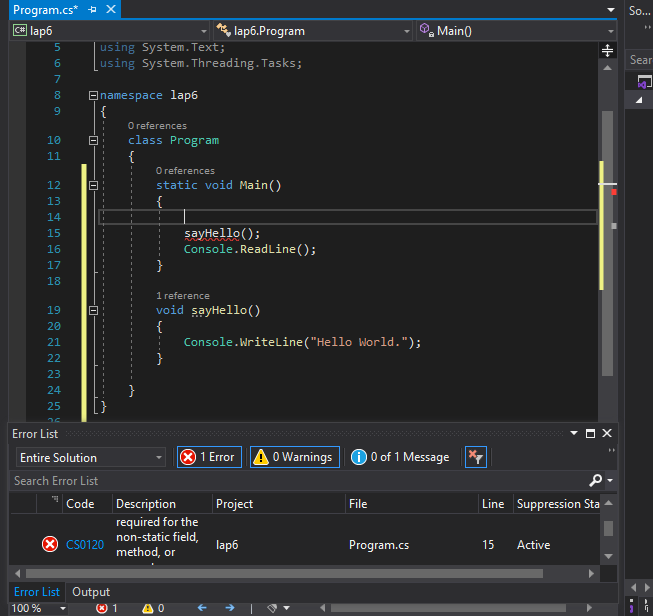 Program.cs*
So...
C# lap6
lap6.Program
Main()
Sear
5 using System.Text;
6 using System.Threading.Tasks;
7
8 namespace lap6
9 {
0 references
10 class Program
11 {
0 references
12 static void Main()
13 {
14
15 sayHello();
16 Console.ReadLine();
17 }
18
1 reference
19 void sayHello()
20 {
21 Console.WriteLine("Hello World.");
22 }
23
24 }
25 }
26
Error List
Entire Solution
1 Error
0 Warnings
0 of 1 Message
Search Error List
Code Description Project File Line Suppression Sta
required for the
non-static field,
CS0120 method, or lap6 Program.cs 15 Active
Error List Output
100 % 1 0